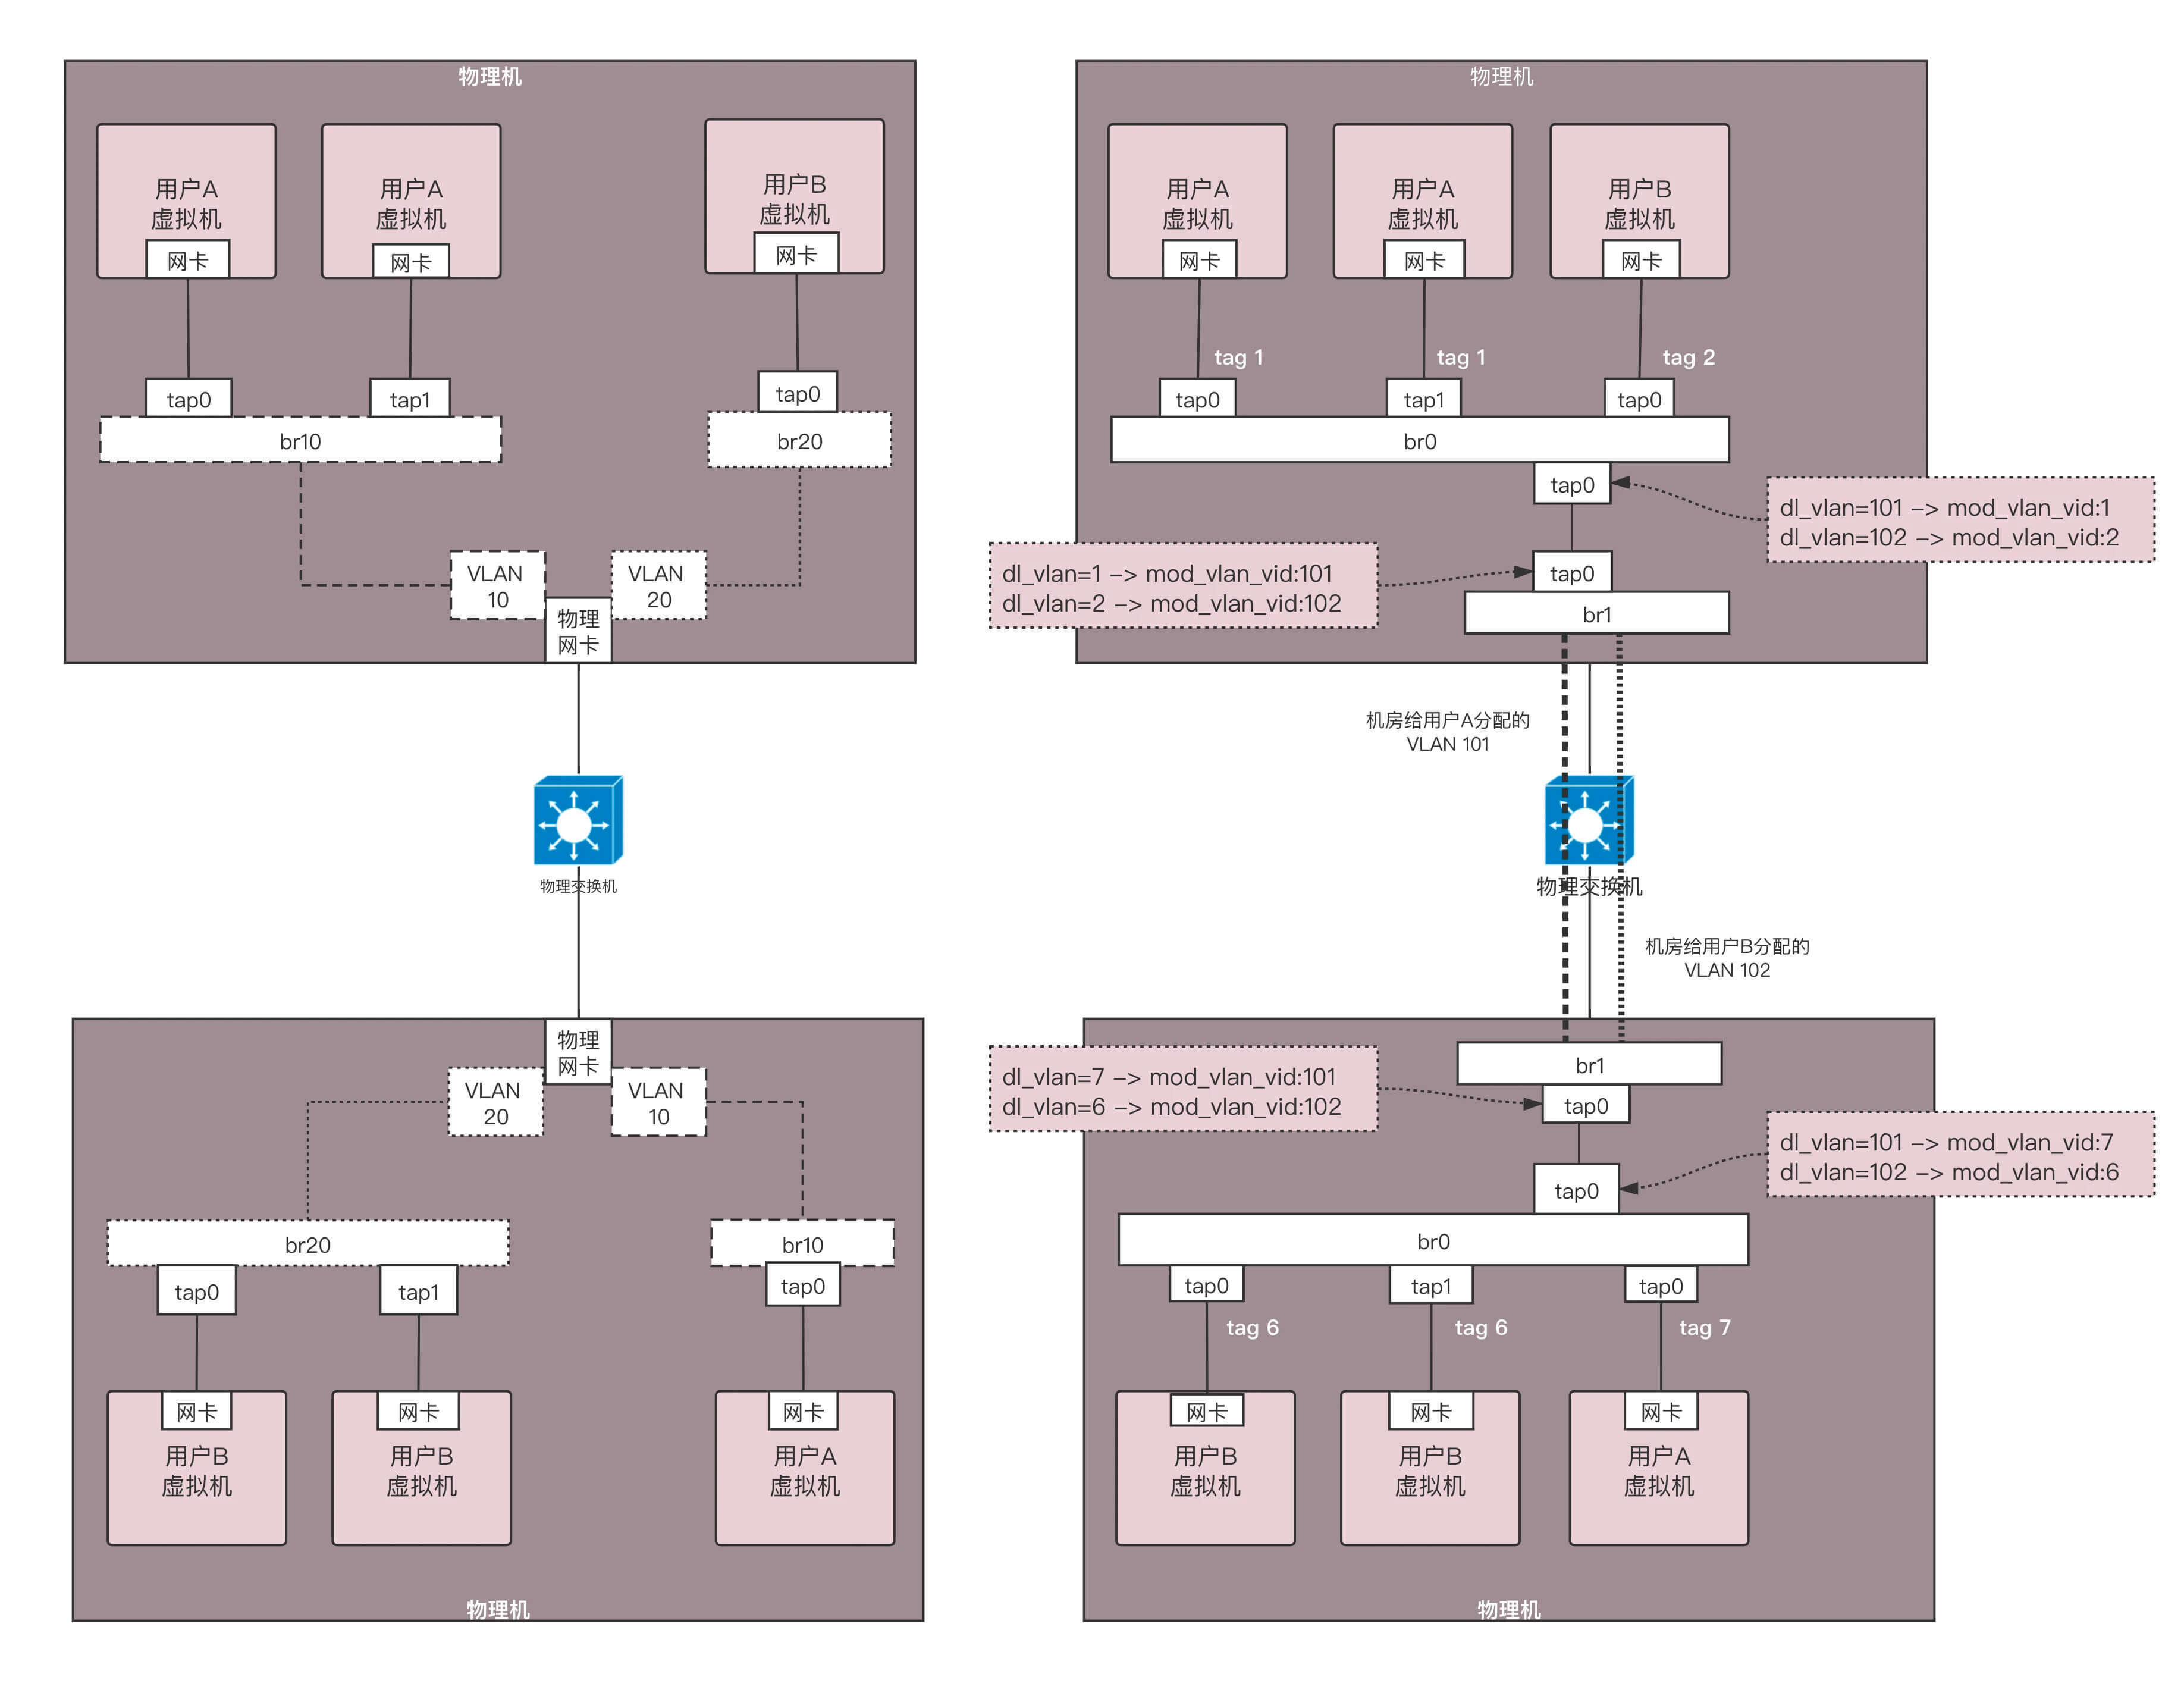 物理机
用户A
虚拟机
网卡
用户A
虚拟机
网卡
用户B
虚拟机
网卡
tap0
tap1
tap0
br10
br20
VLAN
10
VLAN
20
物理
网卡
物理交换机
物理
网卡
VLAN
20
VLAN
10
br20
br10
tap0
tap1
tap0
网卡
用户B
虚拟机
网卡
用户B
虚拟机
网卡
用户A
虚拟机
物理机
物理机
用户A
虚拟机
网卡
用户A
虚拟机
网卡
用户B
虚拟机
网卡
tag 1
tag 1
tag 2
tap0
tap1
tap0
br0
tap0
dl_vlan=101 –> mod_vlan_vid:1
dl_vlan=102 –> mod_vlan_vid:2
dl_vlan=1 –> mod_vlan_vid:101
dl_vlan=2 –> mod_vlan_vid:102
tap0
br1
机房给用户A分配的
VLAN 101
物理交换机
机房给用户B分配的
VLAN 102
br1
dl_vlan=7 –> mod_vlan_vid:101
dl_vlan=6 –> mod_vlan_vid:102
tap0
dl_vlan=101 –> mod_vlan_vid:7
dl_vlan=102 –> mod_vlan_vid:6
tap0
br0
tap0
tap1
tap0
tag 6
tag 6
tag 7
网卡
用户B
虚拟机
网卡
用户B
虚拟机
网卡
用户A
虚拟机
物理机